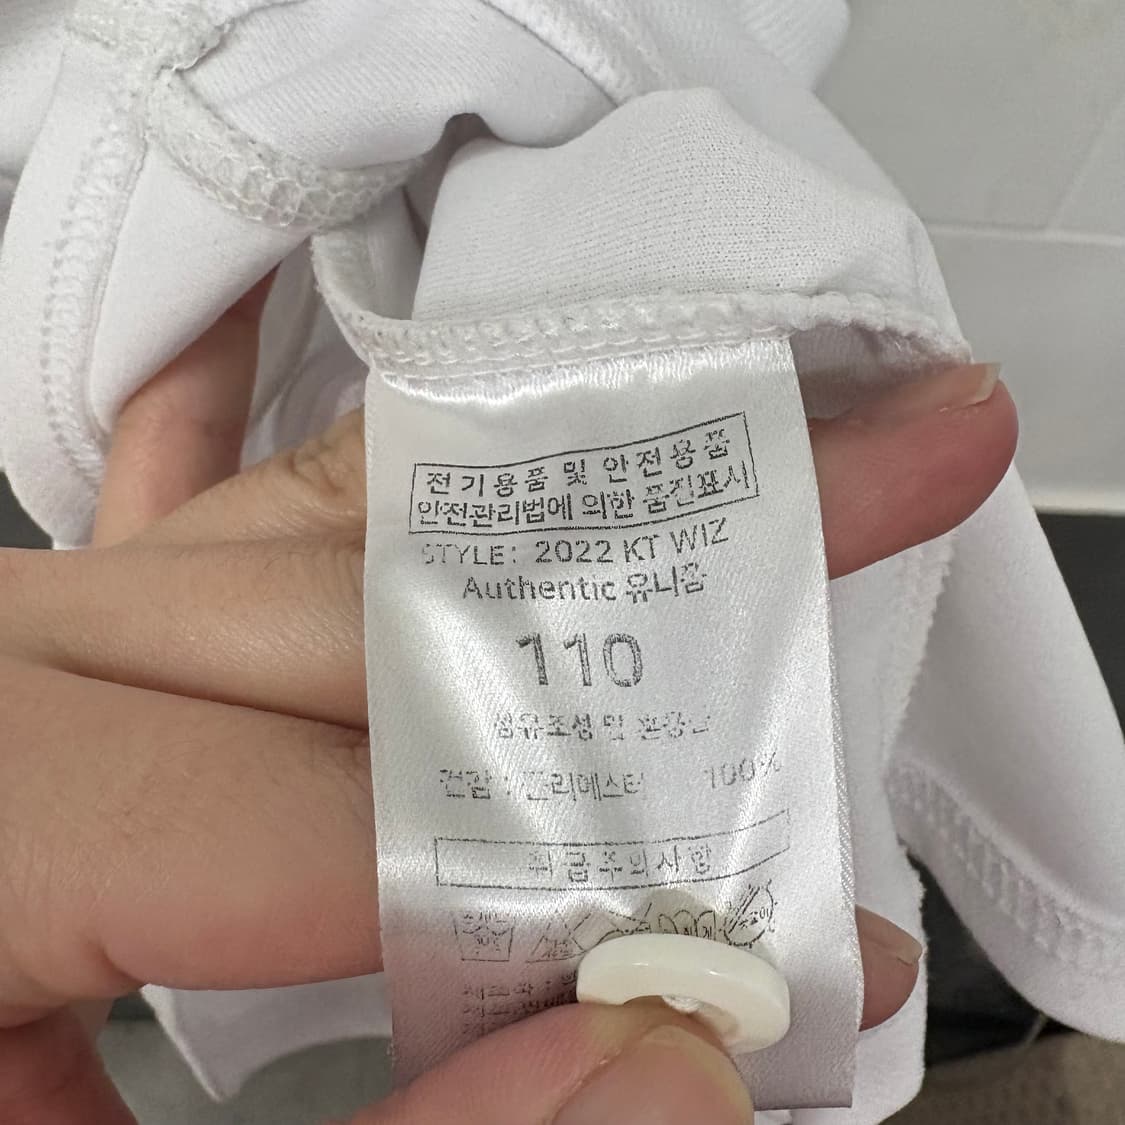 전기용품 및 안전용품
안전관리법에 의한 품질표시
STYLE: 2022 KT WIZ
Authentic 유니폼
110
섬유조성 및 혼용률
겉감 : 폴리에스터 100%
취급주의사항